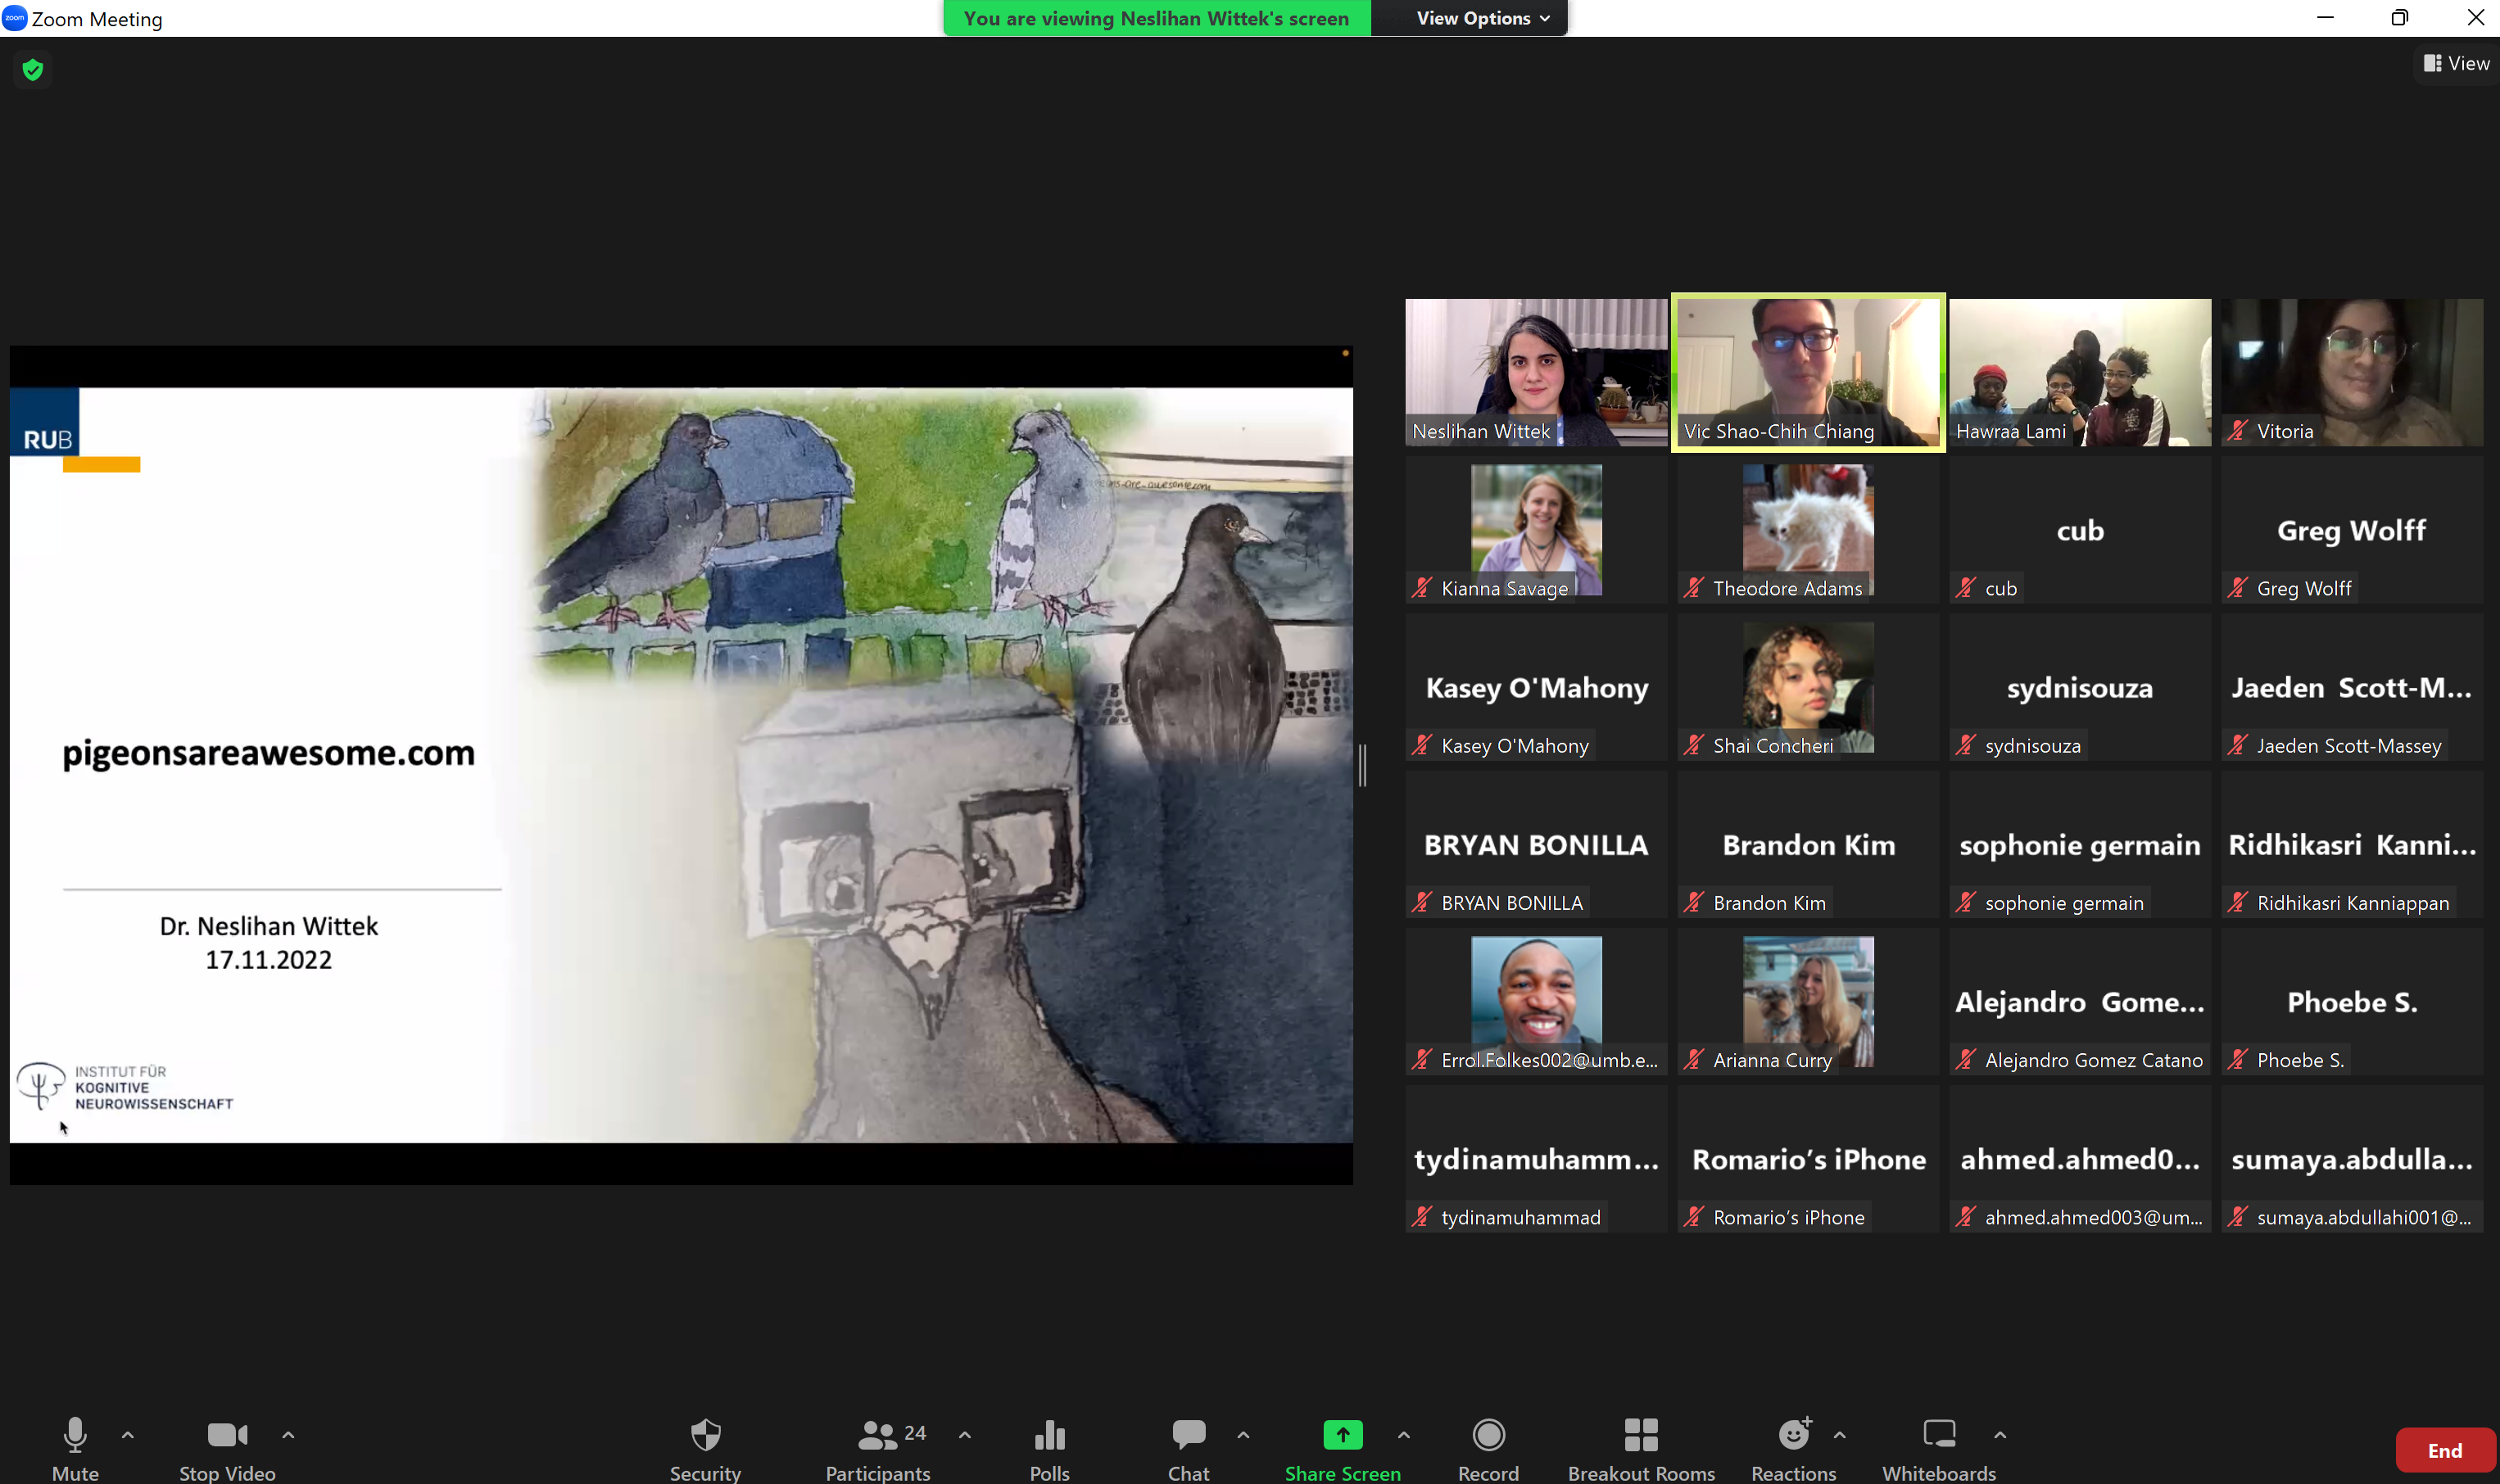 zoom
Zoom Meeting
You are viewing Neslihan Wittek's screen
View Options
View
RUB
pigeonsareawesome.com
Dr. Neslihan Wittek
17.11.2022
INSTITUT FÜR
KOGNITIVE
NEUROWISSENSCHAFT
Neslihan Wittek
Vic Shao-Chih Chiang
Hawraa Lami
Vitoria
Kianna Savage
Theodore Adams
cub
cub
Greg Wolff
Greg Wolff
Kasey O'Mahony
Kasey O'Mahony
Shai Concheri
sydnisouza
sydnisouza
Jaeden Scott-M...
Jaeden Scott-Massey
BRYAN BONILLA
BRYAN BONILLA
Brandon Kim
Brandon Kim
sophonie germain
sophonie germain
Ridhikasri Kanni...
Ridhikasri Kanniappan
Errol.Folkes002@umb.e...
Arianna Curry
Alejandro Gome...
Alejandro Gomez Catano
Phoebe S.
Phoebe S.
tydinamuhamm...
tydinamuhammad
Romario’s iPhone
Romario’s iPhone
ahmed.ahmed0...
ahmed.ahmed003@um...
sumaya.abdulla...
sumaya.abdullahi001@...
Mute
Stop Video
Security
24
Participants
Polls
Chat
Share Screen
Record
Breakout Rooms
Reactions
Whiteboards
End